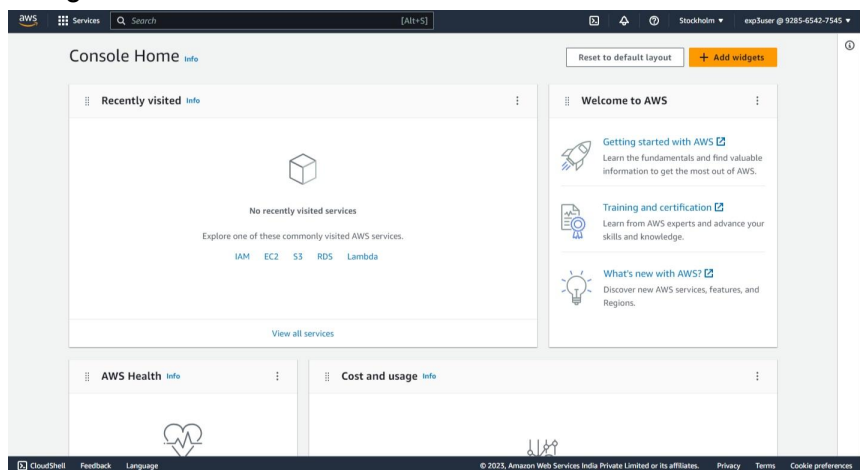 aws
Services
Search
[Alt+S]
Stockholm ▼
exp3user @ 9285-6542-7545 ▼
Console Home Info
Reset to default layout
+ Add widgets
Recently visited Info
No recently visited services
Explore one of these commonly visited AWS services.
IAM EC2 S3 RDS Lambda
View all services
Welcome to AWS
Getting started with AWS
Learn the fundamentals and find valuable
information to get the most out of AWS.
Training and certification
Learn from AWS experts and advance your
skills and knowledge.
What's new with AWS?
Discover new AWS services, features, and
Regions.
AWS Health Info
Cost and usage Info
CloudShell Feedback Language
© 2023, Amazon Web Services India Private Limited or its affiliates. Privacy Terms Cookie preferences